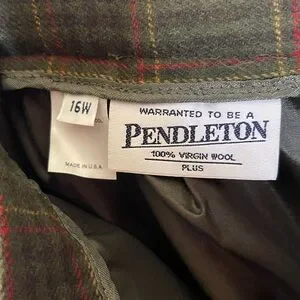 16W
MADE IN U.S.A.
WARRANTED TO BE A
PENDLETON
100% VIRGIN WOOL
PLUS